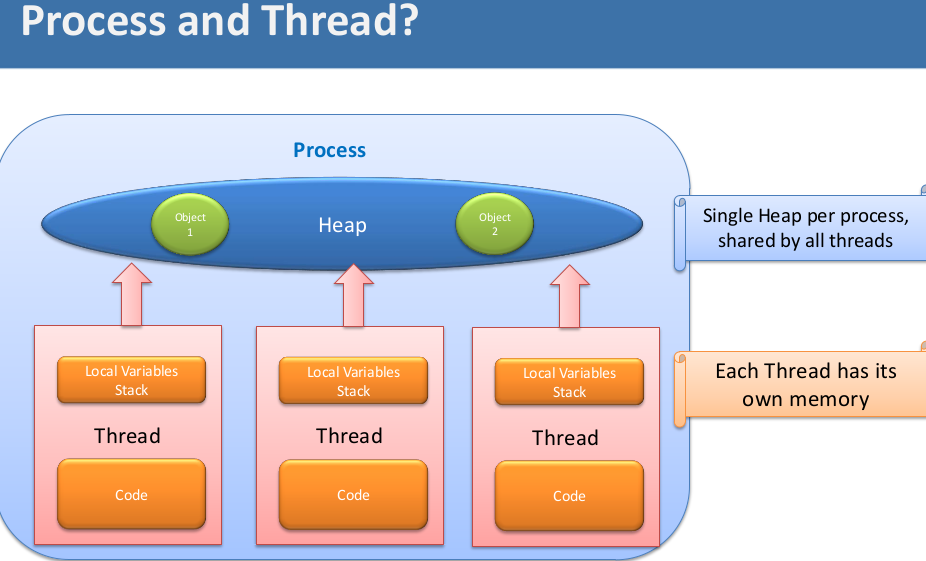 Process and Thread?
Process
Object
1
Heap
Object
2
Single Heap per process,
shared by all threads
Local Variables
Stack
Thread
Code
Local Variables
Stack
Thread
Code
Local Variables
Stack
Thread
Code
Each Thread has its
own memory